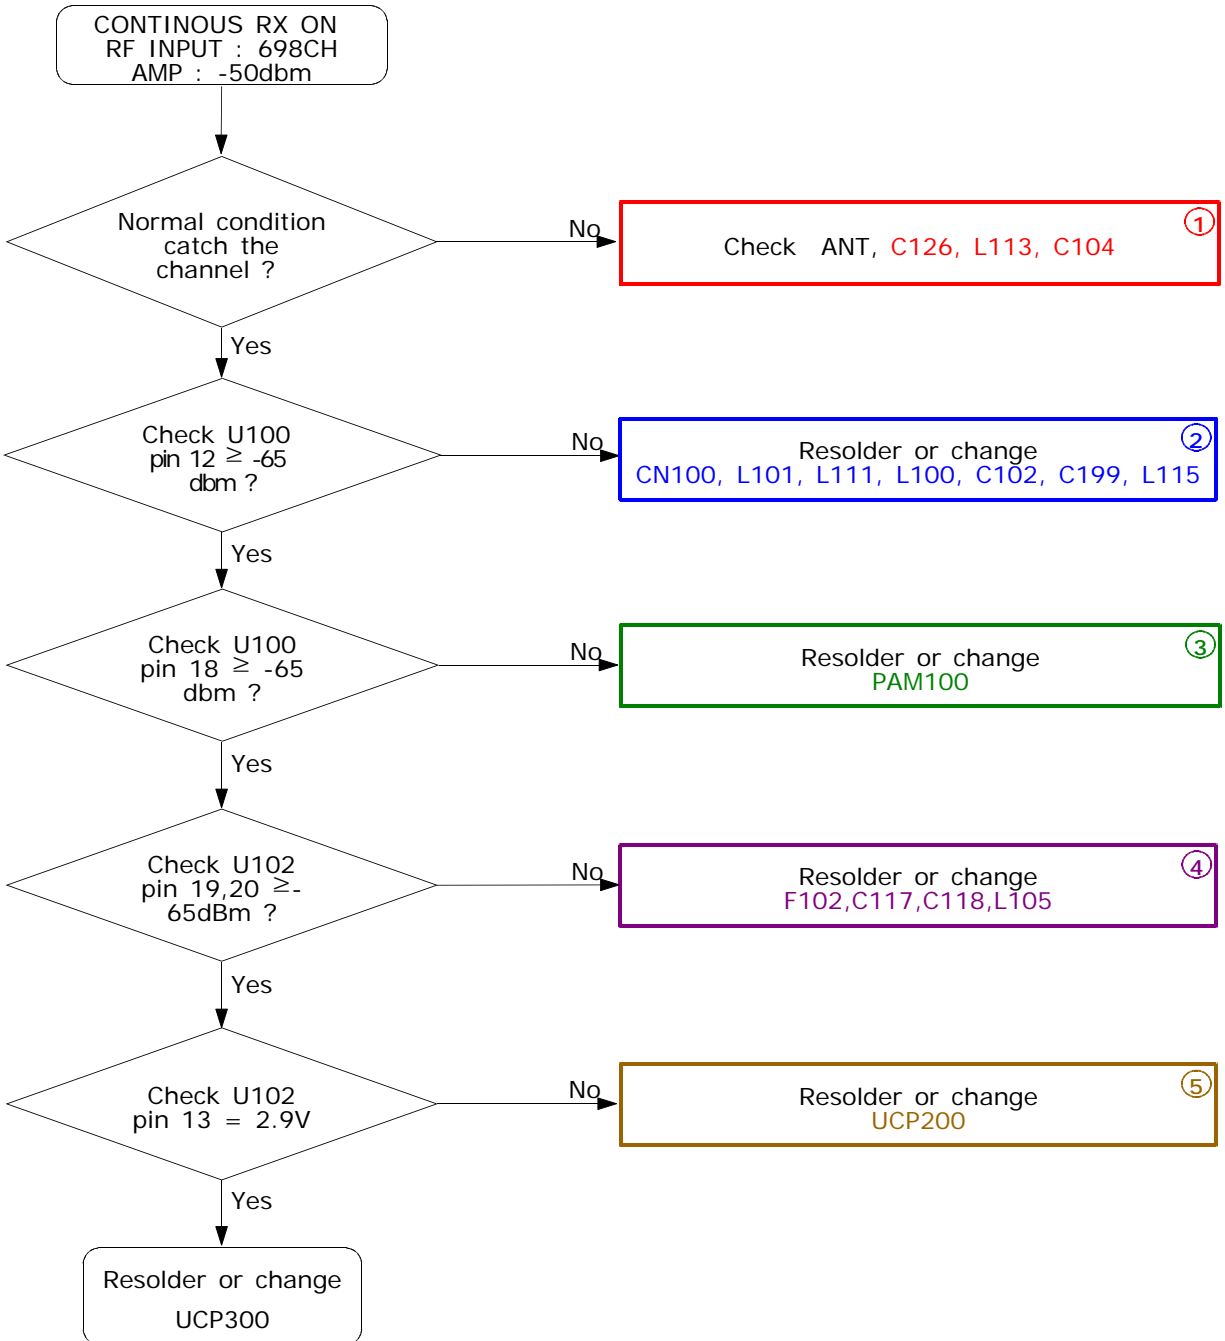 CONTINOUS RX ON
RF INPUT : 698CH
AMP : -50dbm
Normal condition
catch the
channel ?
No
1
Check ANT, C126, L113, C104
Yes
Check U100
pin 12 ≥ -65
dbm ?
No
2
Resolder or change
CN100, L101, L111, L100, C102, C199, L115
Yes
Check U100
pin 18 ≥ -65
dbm ?
No
3
Resolder or change
PAM100
Yes
Check U102
pin 19,20 ≥-
65dBm ?
No
4
Resolder or change
F102,C117,C118,L105
Yes
Check U102
pin 13 = 2.9V
No
5
Resolder or change
UCP200
Yes
Resolder or change
UCP300